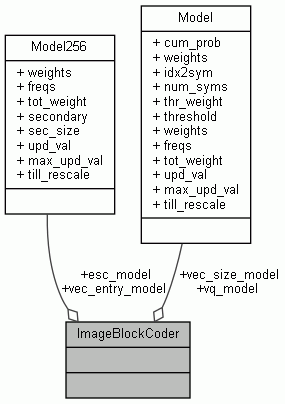 Model256
+ weights
+ freqs
+ tot_weight
+ secondary
+ sec_size
+ upd_val
+ max_upd_val
+ till_rescale
Model
+ cum_prob
+ weights
+ idx2sym
+ num_syms
+ thr_weight
+ threshold
+ weights
+ freqs
+ tot_weight
+ upd_val
+ max_upd_val
+ till_rescale
+esc_model
+vec_entry_model
+vec_size_model
+vq_model
ImageBlockCoder